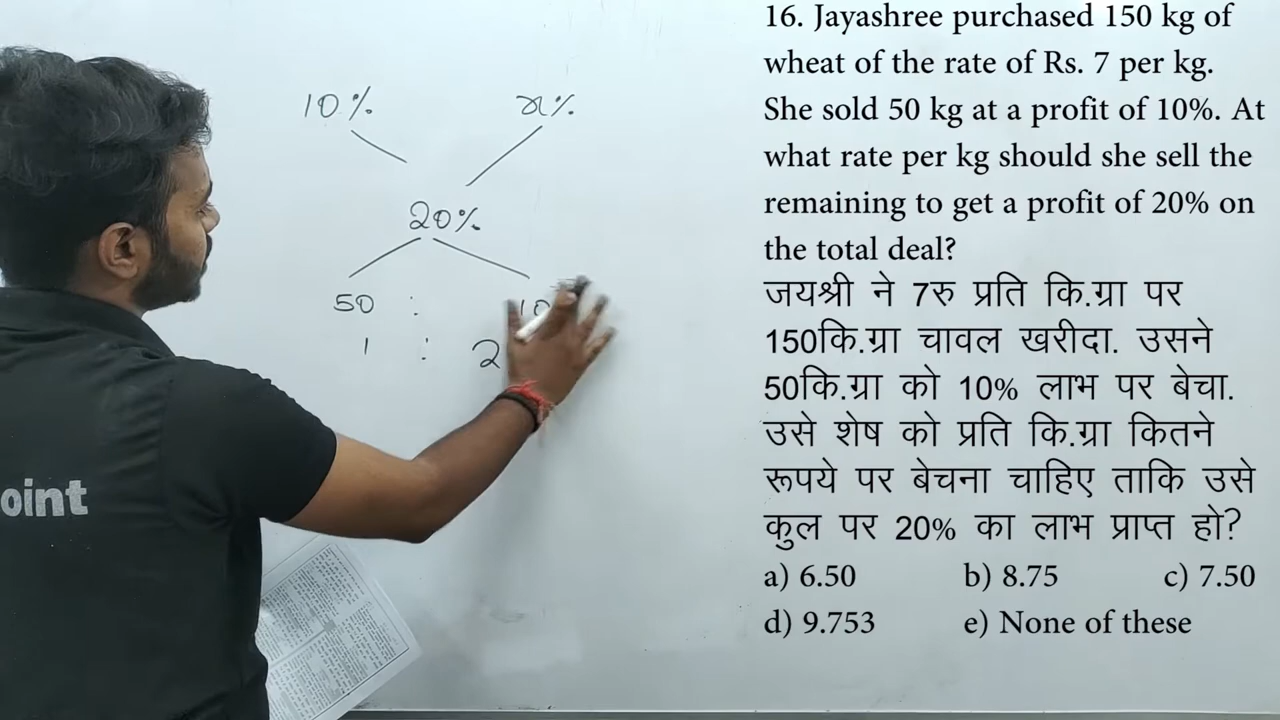 10% x%
20%
50 :
1 : 2
oint
16. Jayashree purchased 150 kg of
wheat of the rate of Rs. 7 per kg.
She sold 50 kg at a profit of 10%. At
what rate per kg should she sell the
remaining to get a profit of 20% on
the total deal?
जयश्री ने 7रु प्रति कि.ग्रा पर
150कि.ग्रा चावल खरीदा. उसने
50कि.ग्रा को 10% लाभ पर बेचा.
उसे शेष को प्रति कि.ग्रा कितने
रूपये पर बेचना चाहिए ताकि उसे
कुल पर 20% का लाभ प्राप्त हो?
a) 6.50 b) 8.75 c) 7.50
d) 9.753 e) None of these